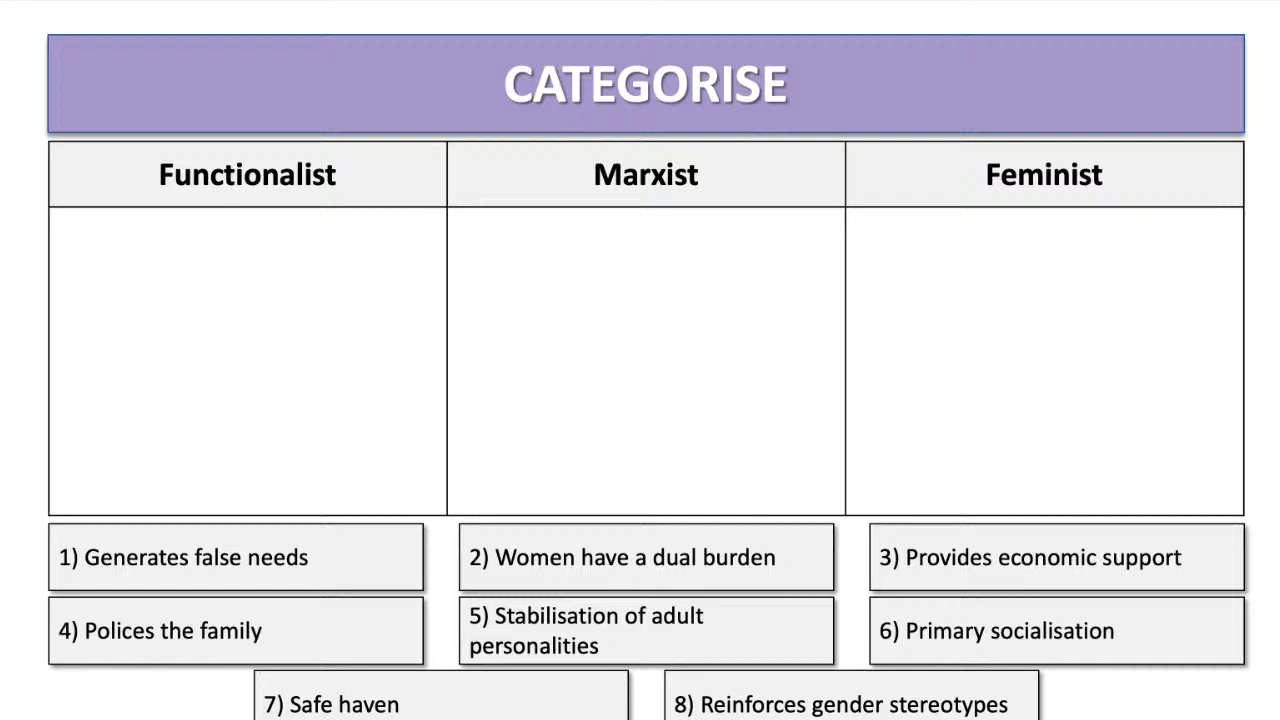 CATEGORISE
Functionalist
Marxist
Feminist
1) Generates false needs
2) Women have a dual burden
3) Provides economic support
4) Polices the family
5) Stabilisation of adult
personalities
6) Primary socialisation
7) Safe haven
8) Reinforces gender stereotypes